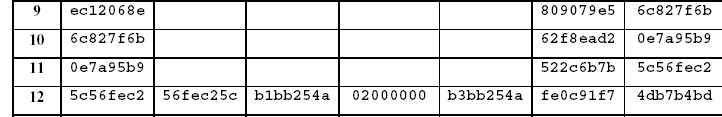 9 ec12068e 809079e5 6c827f6b
10 6c827f6b 62f8ead2 0e7a95b9
11 0e7a95b9 522c6b7b 5c56fec2
12 5c56fec2 56fec25c b1bb254a 02000000 b3bb254a fe0c91f7 4db7b4bd